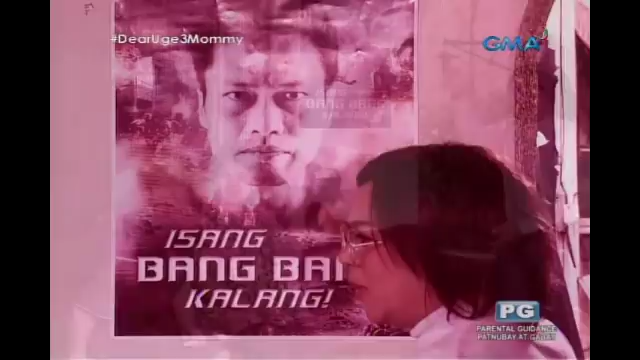 #DearUge3Mommy
GMA
ISANG
BANG BA
KALANG!
PG
PARENTAL GUIDANCE
PATNUBAY AT GABAY